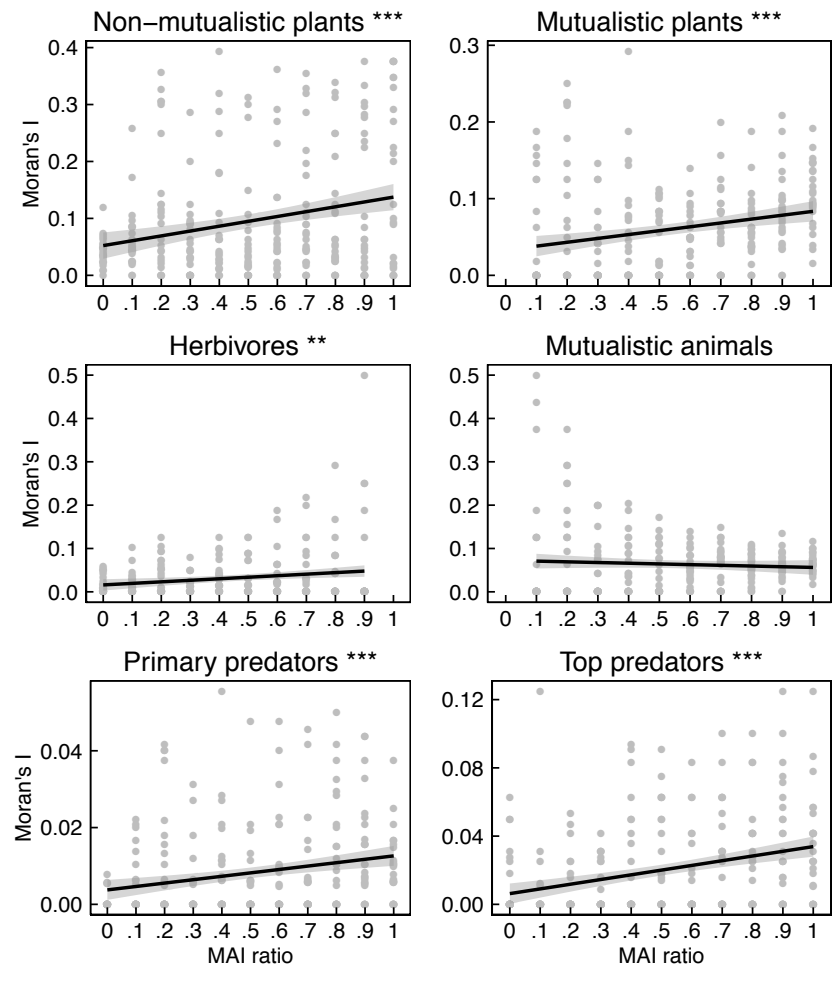 Non−mutualistic plants ***
Mutualistic plants ***
0.4
0.3
0.2
0.1
0.0
Moran's I
0 .1 .2 .3 .4 .5 .6 .7 .8 .9 1
0.3
0.2
0.1
0.0
0 .1 .2 .3 .4 .5 .6 .7 .8 .9 1
Herbivores **
Mutualistic animals
0.5
0.4
0.3
0.2
0.1
0.0
Moran's I
0 .1 .2 .3 .4 .5 .6 .7 .8 .9 1
0.5
0.4
0.3
0.2
0.1
0.0
0 .1 .2 .3 .4 .5 .6 .7 .8 .9 1
Primary predators ***
Top predators ***
0.04
0.02
0.00
Moran's I
0 .1 .2 .3 .4 .5 .6 .7 .8 .9 1
MAI ratio
0.12
0.08
0.04
0.00
0 .1 .2 .3 .4 .5 .6 .7 .8 .9 1
MAI ratio